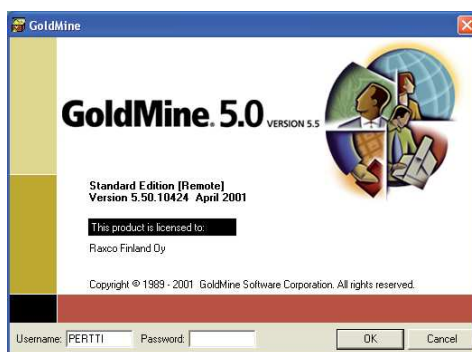 GoldMine
GoldMine® 5.0 VERSION 5.5
Standard Edition [Remote]
Version 5.50.10424 April 2001
This product is licensed to:
Raxco Finland Oy
Copyright © 1989 - 2001 GoldMine Software Corporation. All rights reserved.
Username: PERTTI Password: OK Cancel